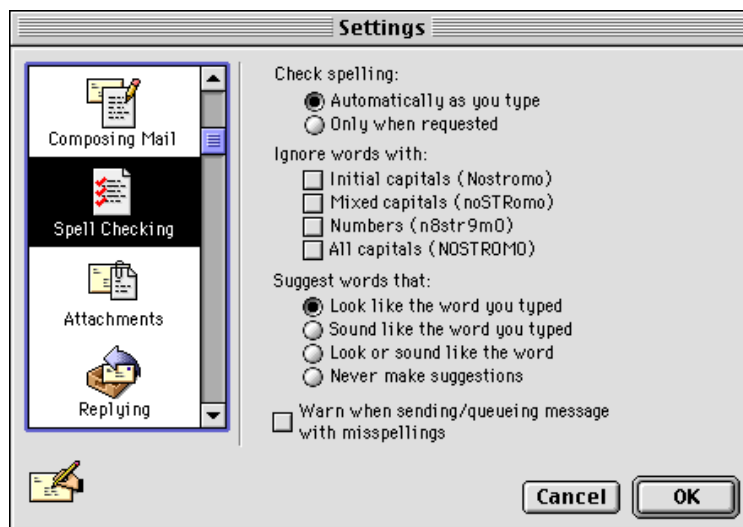 Settings
Composing Mail
Spell Checking
Attachments
Replying
Check spelling:
Automatically as you type
Only when requested
Ignore words with:
Initial capitals (Nostromo)
Mixed capitals (noSTRomo)
Numbers (n8str9m0)
All capitals (NOSTROMO)
Suggest words that:
Look like the word you typed
Sound like the word you typed
Look or sound like the word
Never make suggestions
Warn when sending/queueing message
with misspellings
Cancel
OK